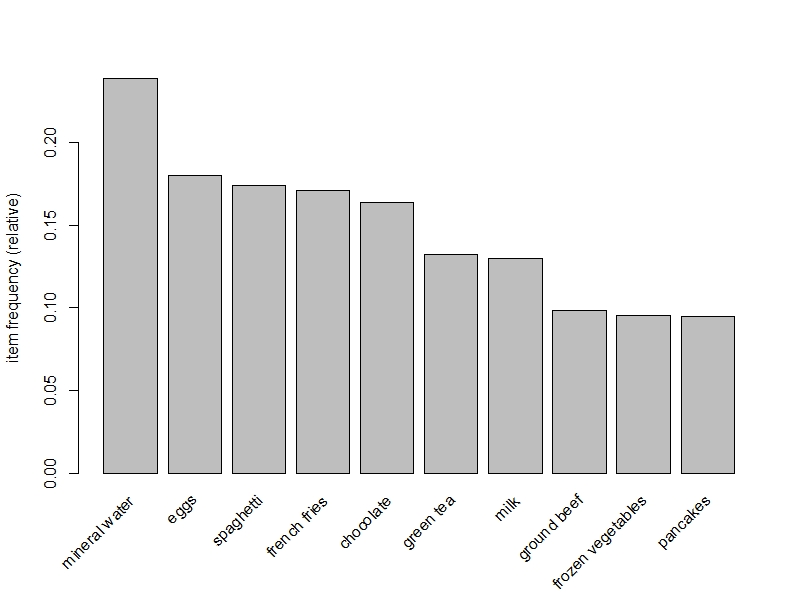 item frequency (relative)
0.20
0.15
0.10
0.05
0.00
mineral water
eggs
spaghetti
french fries
chocolate
green tea
milk
ground beef
frozen vegetables
pancakes